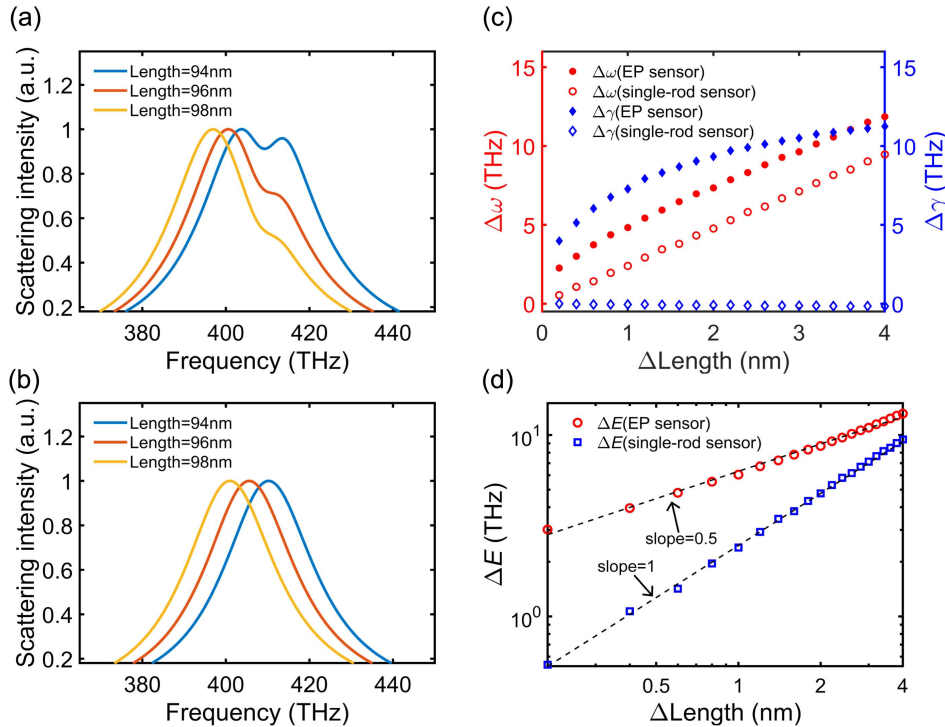 (a)
Scattering intensity (a.u.)
1.2
1
0.8
0.6
0.4
0.2
Length=94nm
Length=96nm
Length=98nm
380 400 420 440
Frequency (THz)
(b)
Scattering intensity (a.u.)
1.2
1
0.8
0.6
0.4
0.2
Length=94nm
Length=96nm
Length=98nm
380 400 420 440
Frequency (THz)
(c)
Δω (THz)
15
10
5
0
Δω(EP sensor)
Δω(single-rod sensor)
Δγ(EP sensor)
Δγ(single-rod sensor)
15
10
5
0
Δγ (THz)
0 1 2 3 4
ΔLength (nm)
(d)
ΔE (THz)
10¹
10⁰
ΔE(EP sensor)
ΔE(single-rod sensor)
slope=0.5
slope=1
0.5 1 2 4
ΔLength (nm)